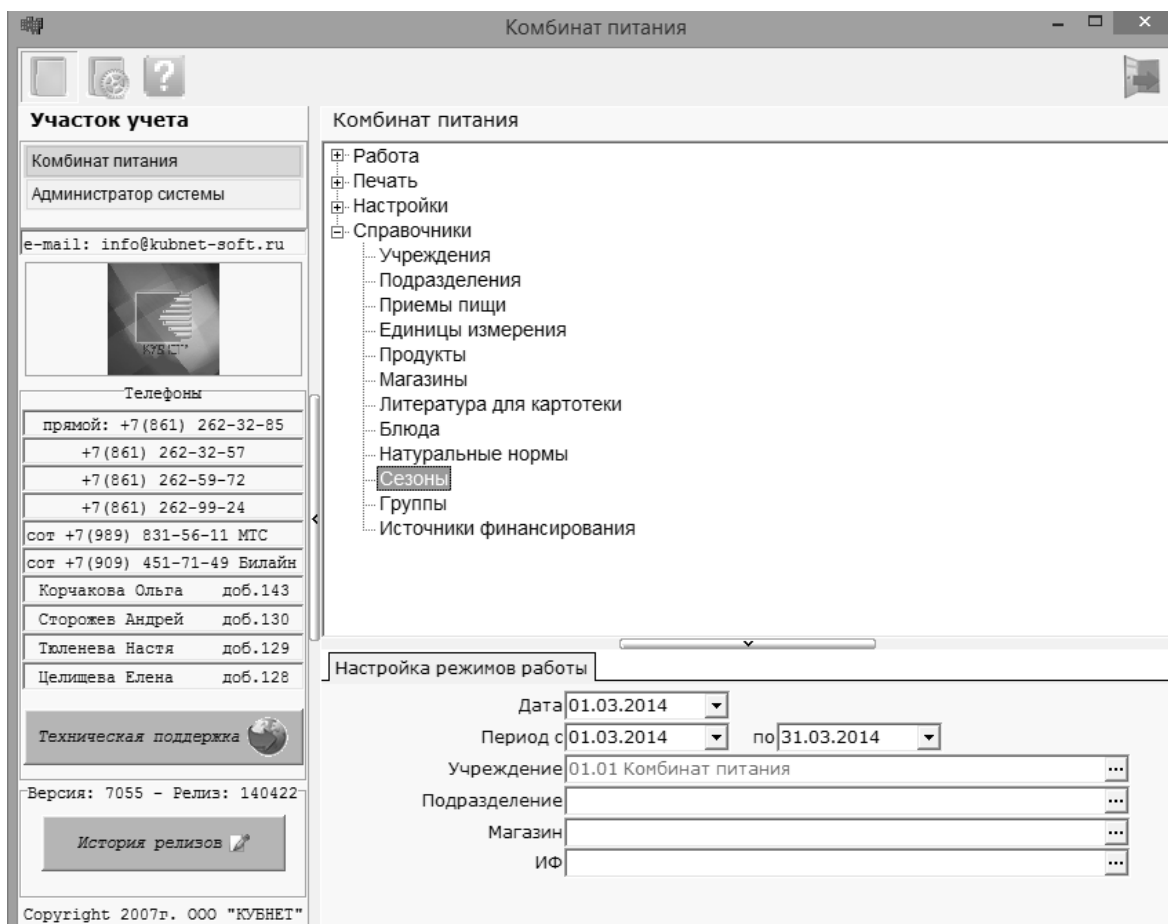 Комбинат питания
Участок учета
Комбинат питания
Администратор системы
e-mail: info@kubnet-soft.ru
КУБНЕТ
Телефоны
прямой: +7(861) 262-32-85
+7(861) 262-32-57
+7(861) 262-59-72
+7(861) 262-99-24
сот +7(989) 831-56-11 МТС
сот +7(909) 451-71-49 Билайн
Корчакова Ольга доб.143
Сторожев Андрей доб.130
Тюленева Настя доб.129
Целищева Елена доб.128
Техническая поддержка
Версия: 7055 - Релиз: 140422
История релизов
Copyright 2007г. ООО "КУБНЕТ"
Комбинат питания
Работа
Печать
Настройки
Справочники
Учреждения
Подразделения
Приемы пищи
Единицы измерения
Продукты
Магазины
Литература для картотеки
Блюда
Натуральные нормы
Сезоны
Группы
Источники финансирования
Настройка режимов работы
Дата 01.03.2014
Период с 01.03.2014 по 31.03.2014
Учреждение 01.01 Комбинат питания
Подразделение
Магазин
ИФ